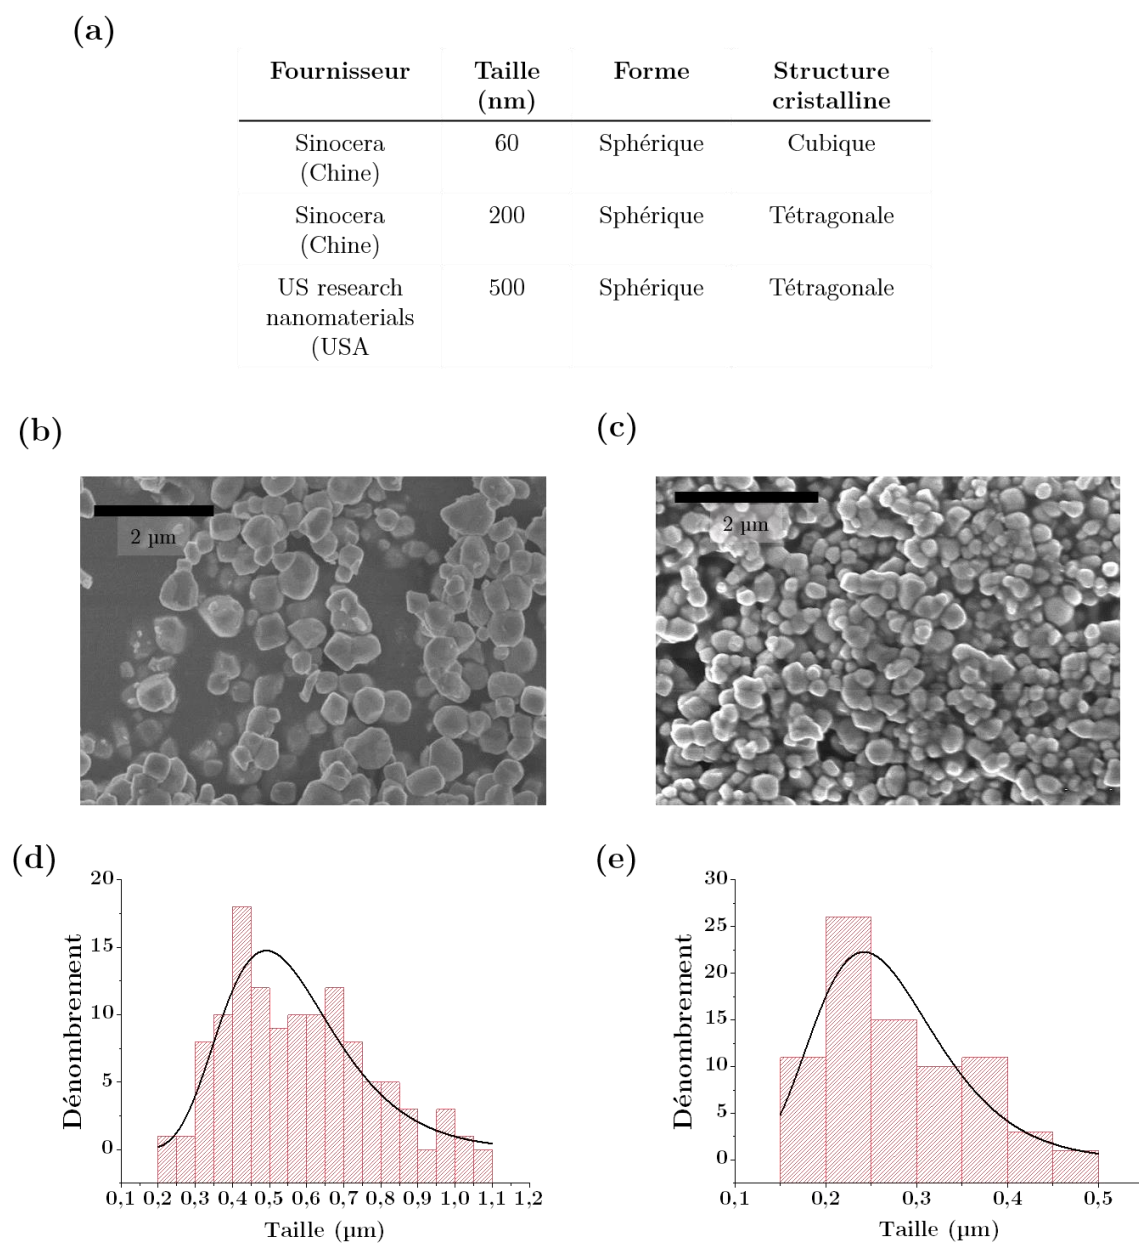 (a)
Fournisseur Taille Forme Structure
(nm) cristalline
Sinocera 60 Sphérique Cubique
(Chine)
Sinocera 200 Sphérique Tétragonale
(Chine)
US research 500 Sphérique Tétragonale
nanomaterials
(USA
(b) (c)
2 µm 2 µm
(d) (e)
20
15
10
5
0
Dénombrement
0,1 0,2 0,3 0,4 0,5 0,6 0,7 0,8 0,9 1,0 1,1 1,2
Taille (µm)
30
25
20
15
10
5
0
Dénombrement
0,1 0,2 0,3 0,4 0,5
Taille (µm)